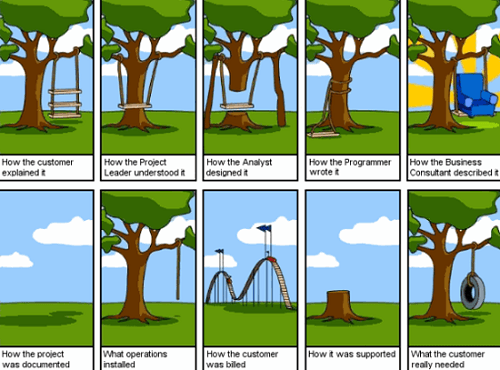 How the customer
explained it
How the Project
Leader understood it
How the Analyst
designed it
How the Programmer
wrote it
How the Business
Consultant described it
How the project
was documented
What operations
installed
How the customer
was billed
How it was supported
What the customer
really needed